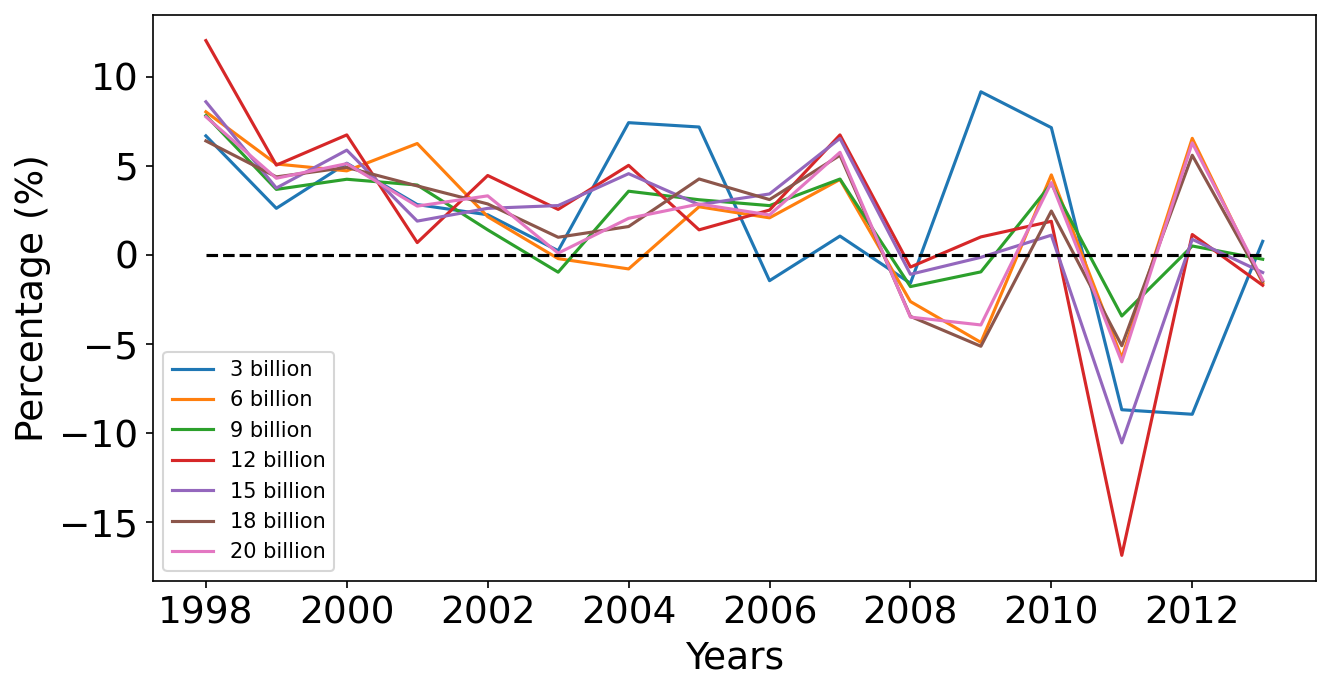 Percentage (%)
10
5
0
−5
−10
−15
3 billion
6 billion
9 billion
12 billion
15 billion
18 billion
20 billion
1998 2000 2002 2004 2006 2008 2010 2012
Years